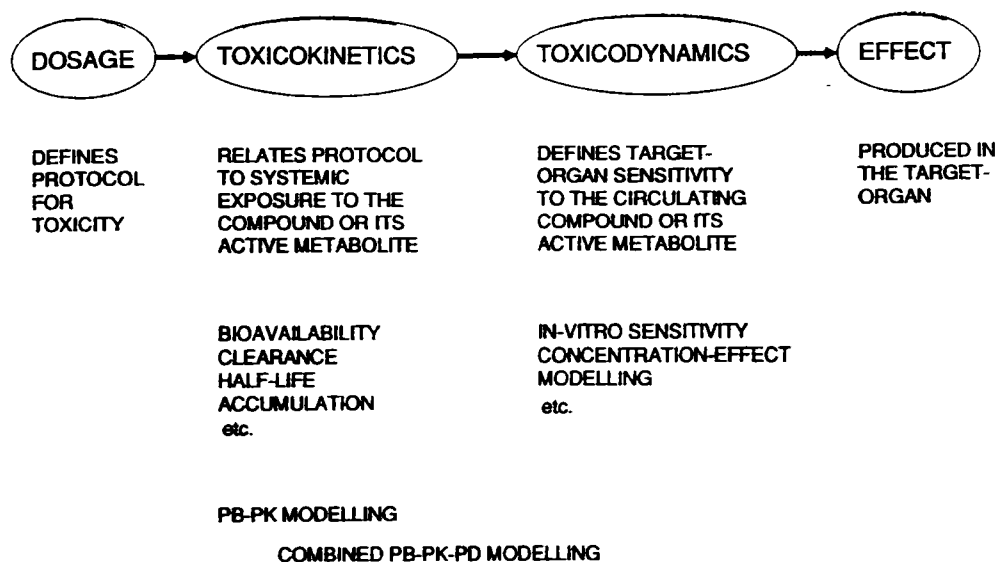 DOSAGE
TOXICOKINETICS
TOXICODYNAMICS
EFFECT
DEFINES
PROTOCOL
FOR
TOXICITY
RELATES PROTOCOL
TO SYSTEMIC
EXPOSURE TO THE
COMPOUND OR ITS
ACTIVE METABOLITE
DEFINES TARGET-
ORGAN SENSITIVITY
TO THE CIRCULATING
COMPOUND OR ITS
ACTIVE METABOLITE
PRODUCED IN
THE TARGET-
ORGAN
BIOAVAILABILITY
CLEARANCE
HALF-LIFE
ACCUMULATION
etc.
IN-VITRO SENSITIVITY
CONCENTRATION-EFFECT
MODELLING
etc.
PB-PK MODELLING
COMBINED PB-PK-PD MODELLING